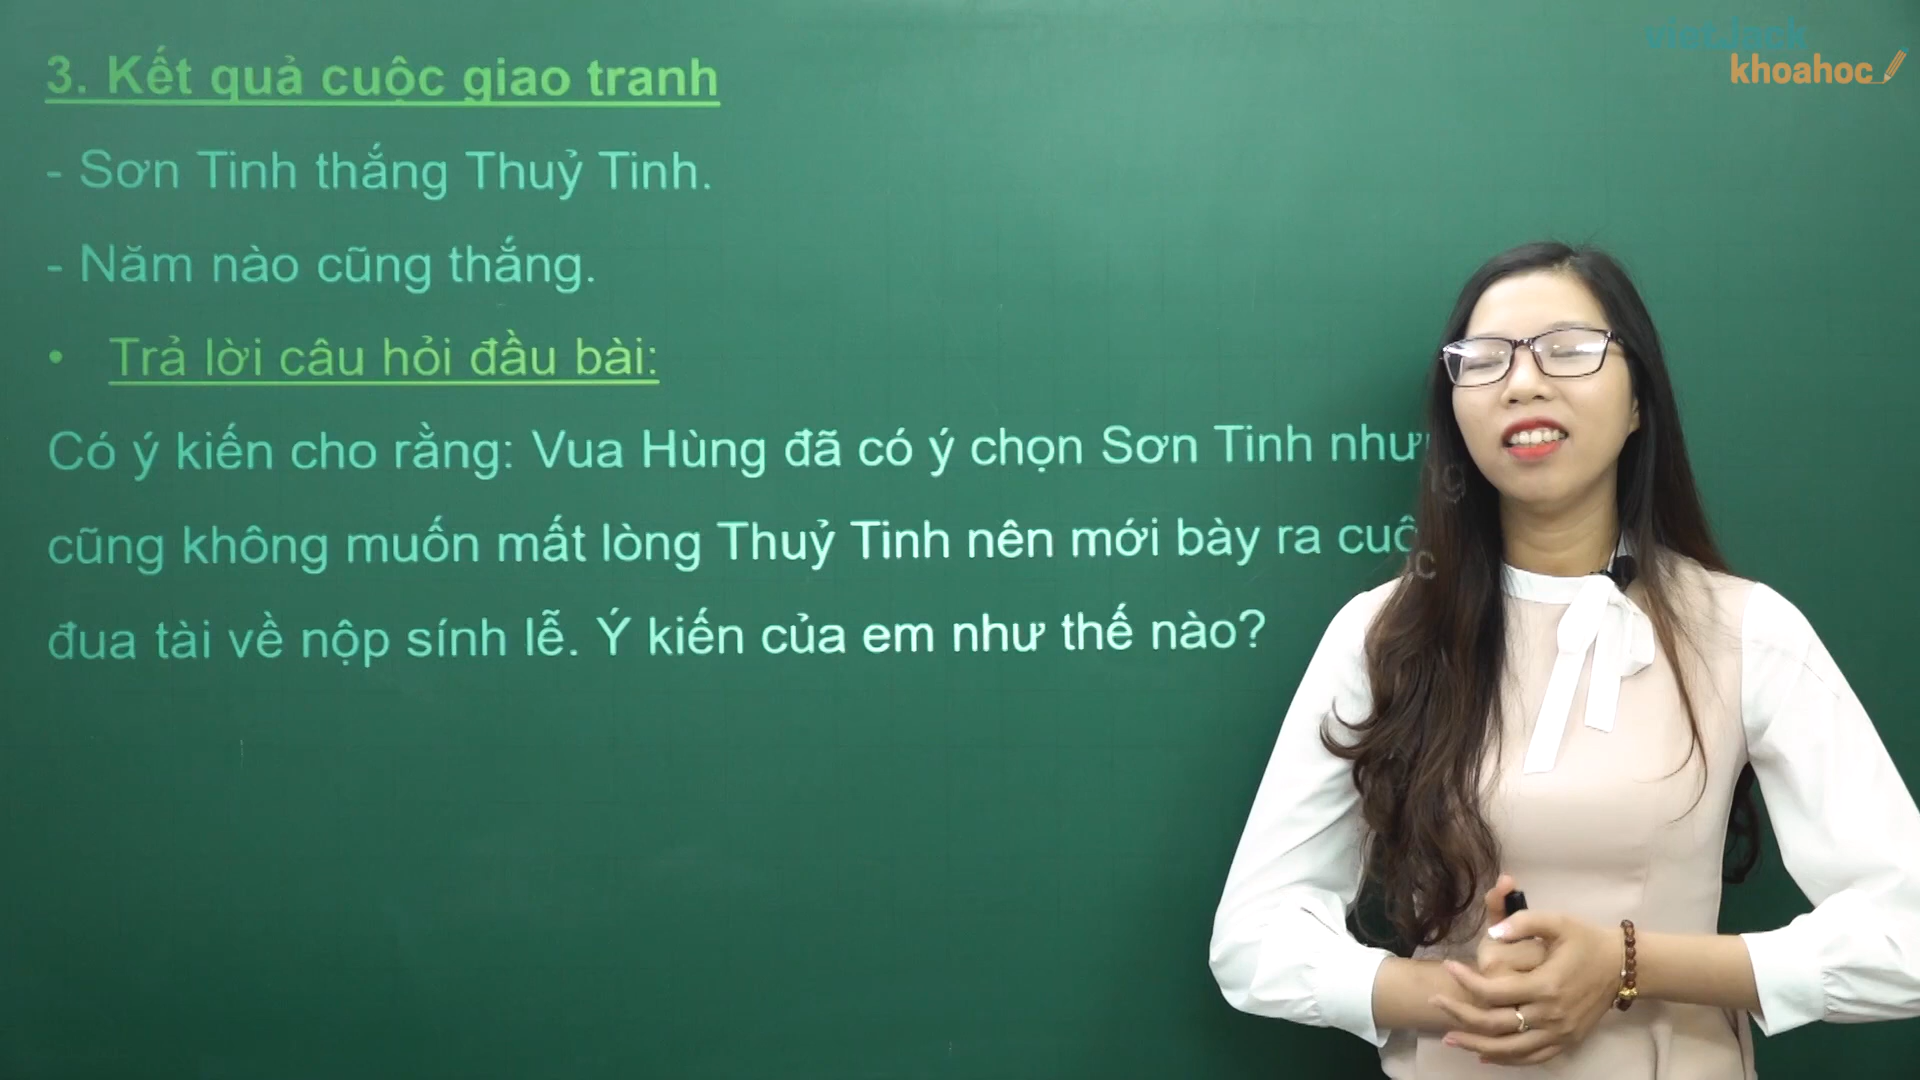 vietJack
khoahoc
3. Kết quả cuộc giao tranh
- Sơn Tinh thắng Thuỷ Tinh.
- Năm nào cũng thắng.
• Trả lời câu hỏi đầu bài:
Có ý kiến cho rằng: Vua Hùng đã có ý chọn Sơn Tinh nhưng
cũng không muốn mất lòng Thuỷ Tinh nên mới bày ra cuộc
đua tài về nộp sính lễ. Ý kiến của em như thế nào?